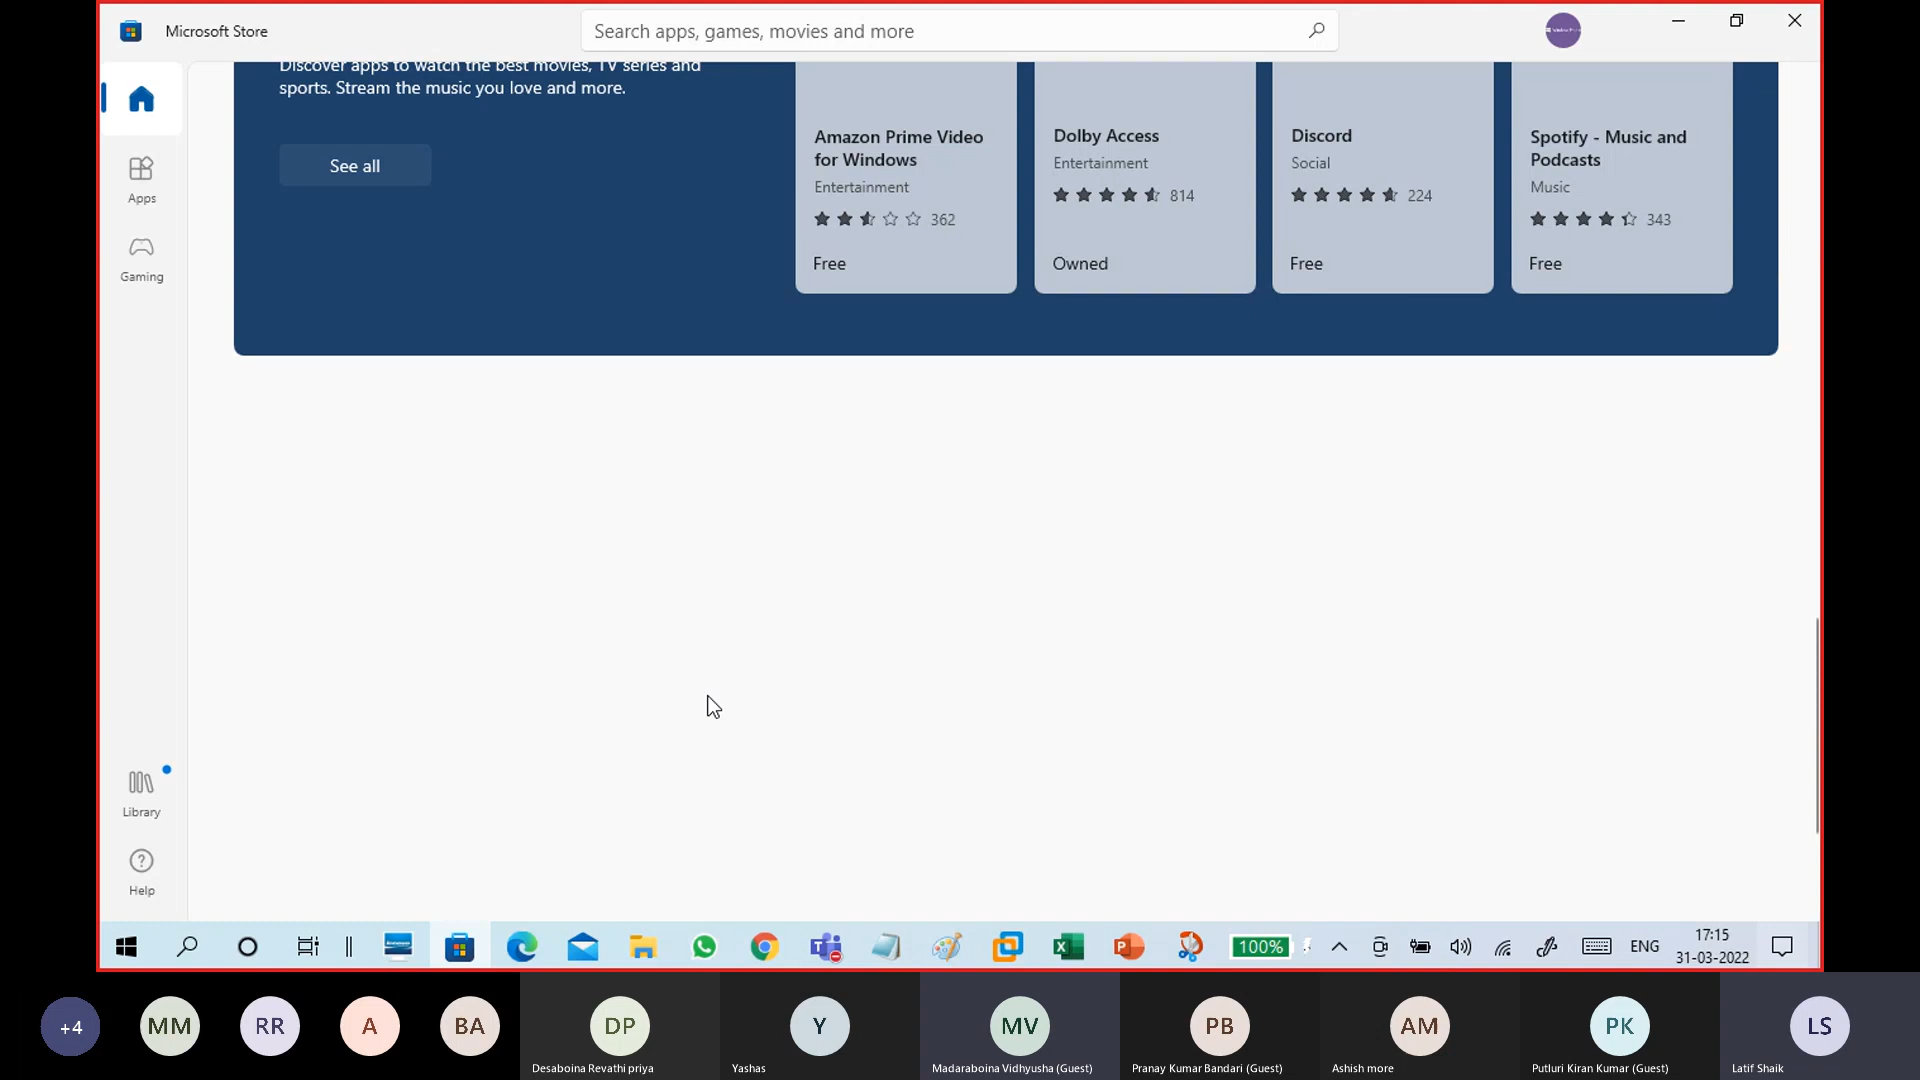 Microsoft Store
Search apps, games, movies and more
Discover apps to watch the best movies, TV series and
sports. Stream the music you love and more.
See all
Amazon Prime Video
for Windows
Entertainment
362
Free
Dolby Access
Entertainment
814
Owned
Discord
Social
224
Free
Spotify - Music and
Podcasts
Music
343
Free
Apps
Gaming
Library
Help
100%
ENG
17:15
31-03-2022
+4
MM
RR
A
BA
DP
Desaboina Revathi priya
Y
Yashas
MV
Madaraboina Vidhyusha (Guest)
PB
Pranay Kumar Bandari (Guest)
AM
Ashish more
PK
Putluri Kiran Kumar (Guest)
LS
Latif Shaik